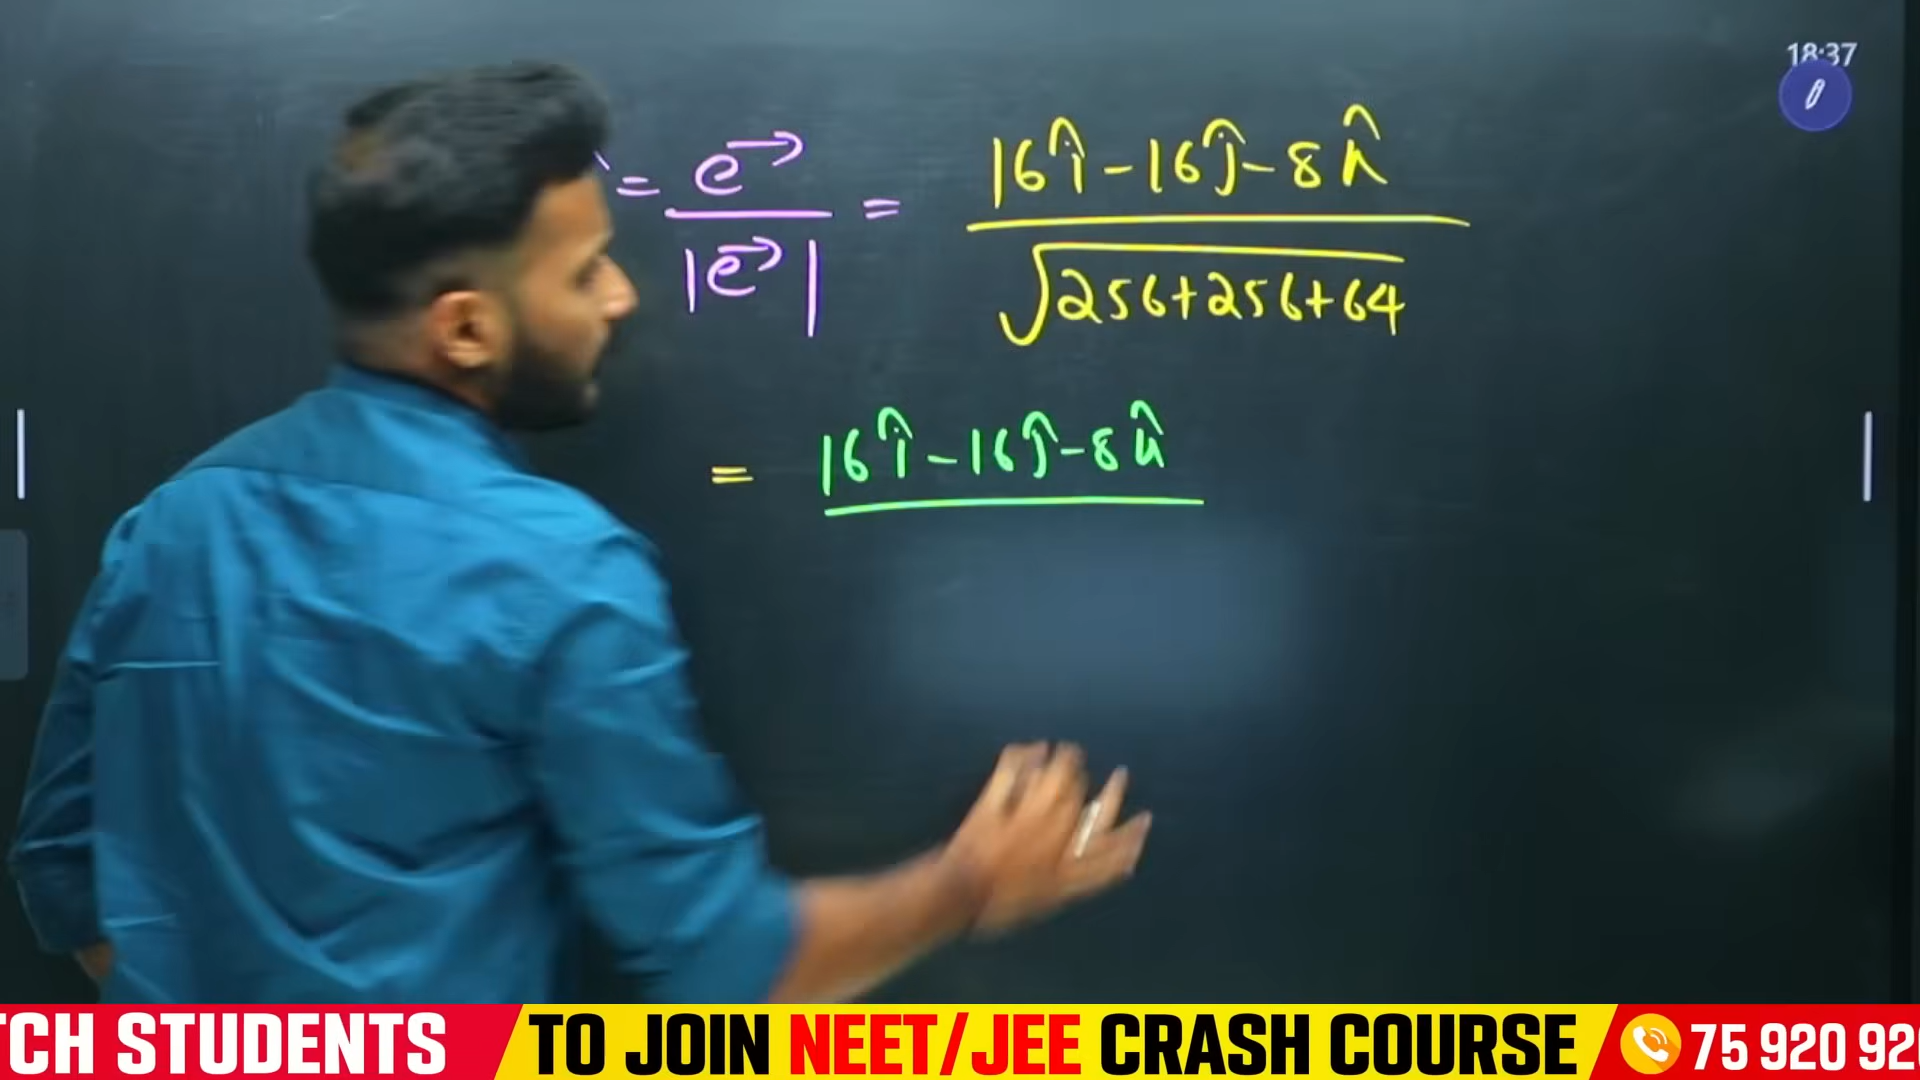 18:37
= e⃗ / |e⃗| = 16î - 16ĵ - 8k̂ / √256+256+64
= 16î - 16ĵ - 8k̂
TCH STUDENTS TO JOIN NEET/JEE CRASH COURSE 75 920 92